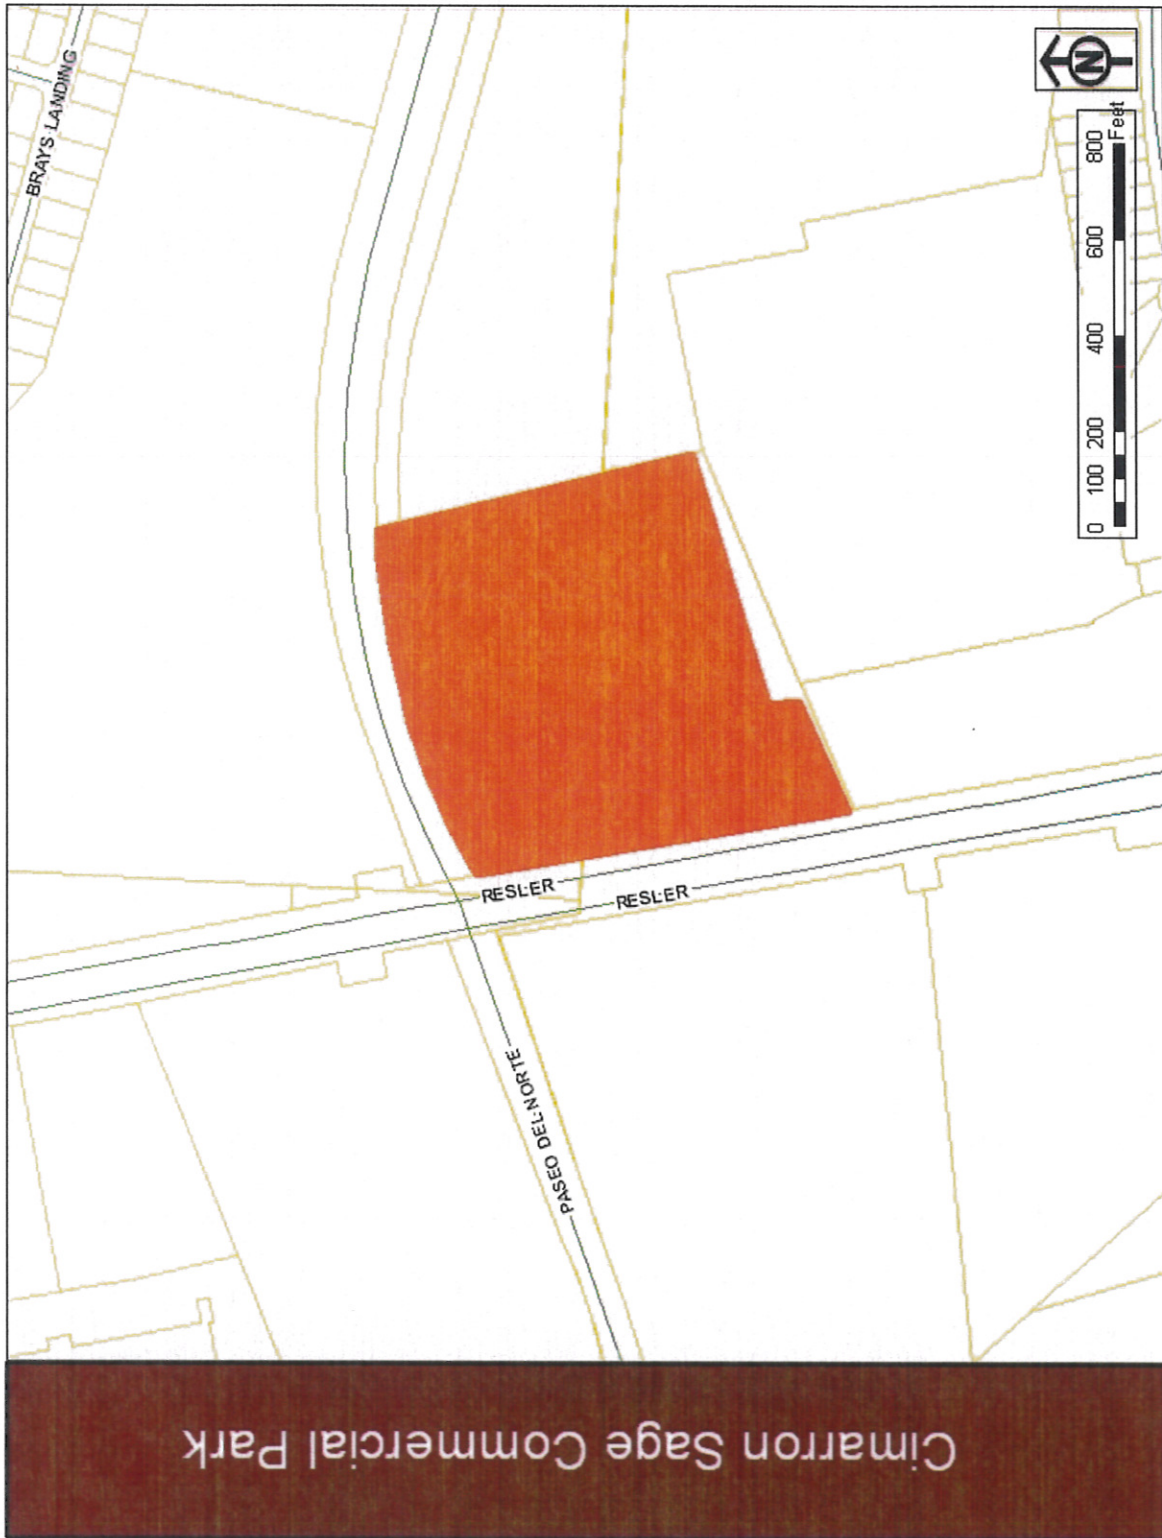 BRAYS LANDING
N
0 100 200 400 600 800
Feet
RESLER
RESLER
PASEO DEL NORTE
Cimarron Sage Commercial Park